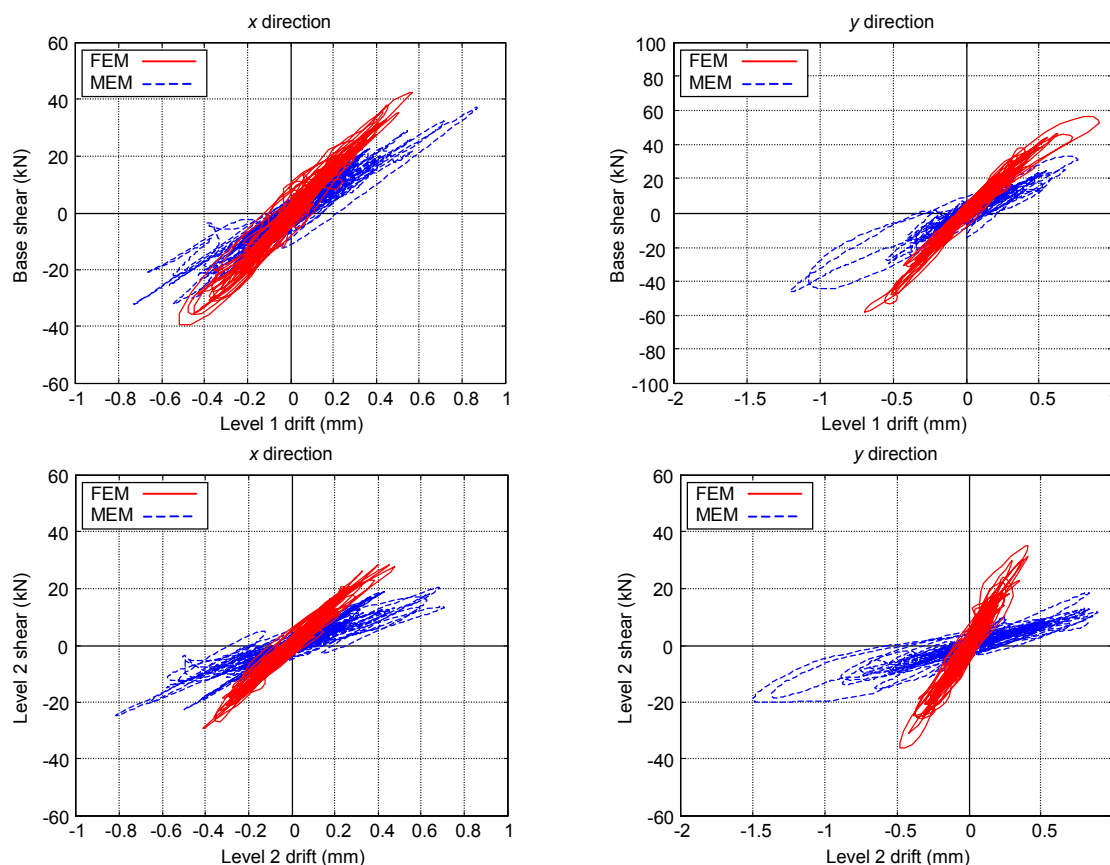 x direction
60
40
20
0
-20
-40
-60
FEM
MEM
Base shear (kN)
-1 -0.8 -0.6 -0.4 -0.2 0 0.2 0.4 0.6 0.8 1
Level 1 drift (mm)
y direction
100
80
60
40
20
0
-20
-40
-60
-80
-100
FEM
MEM
Base shear (kN)
-2 -1.5 -1 -0.5 0 0.5
Level 1 drift (mm)
x direction
60
40
20
0
-20
-40
-60
FEM
MEM
Level 2 shear (kN)
-1 -0.8 -0.6 -0.4 -0.2 0 0.2 0.4 0.6 0.8 1
Level 2 drift (mm)
y direction
60
40
20
0
-20
-40
-60
FEM
MEM
Level 2 shear (kN)
-2 -1.5 -1 -0.5 0 0.5
Level 2 drift (mm)